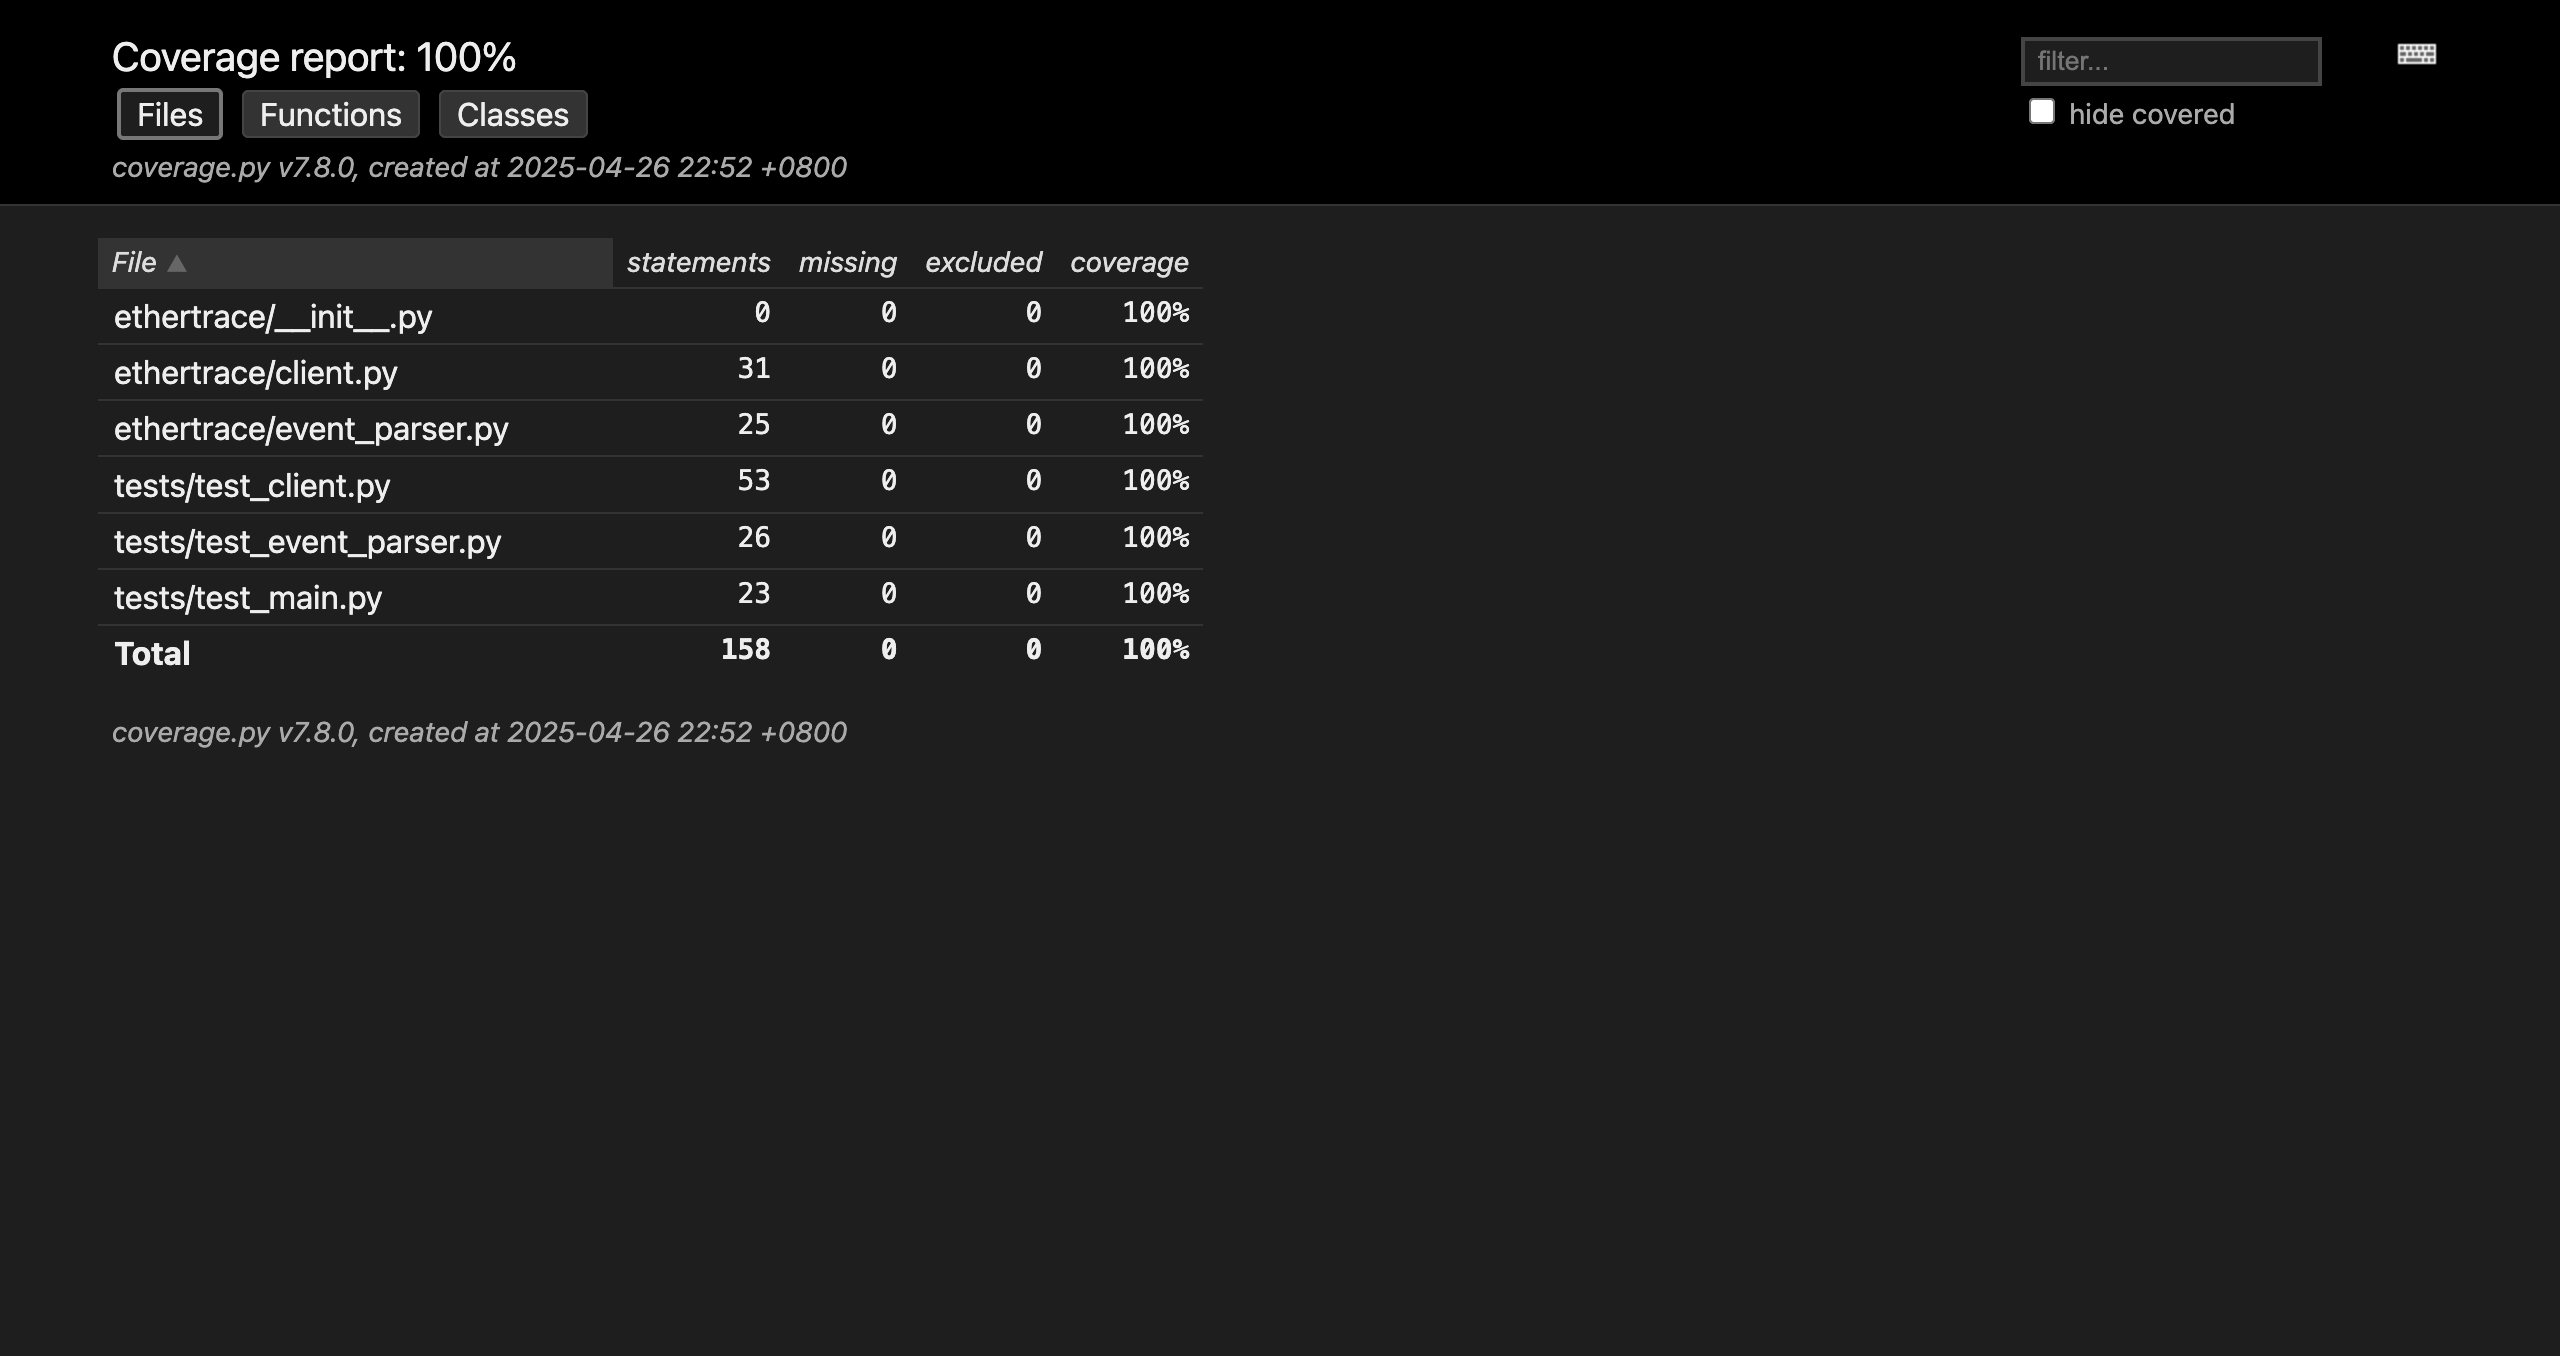 Coverage report: 100%
Files Functions Classes
coverage.py v7.8.0, created at 2025-04-26 22:52 +0800
filter...
hide covered
File ▲ statements missing excluded coverage
ethertrace/__init__.py 0 0 0 100%
ethertrace/client.py 31 0 0 100%
ethertrace/event_parser.py 25 0 0 100%
tests/test_client.py 53 0 0 100%
tests/test_event_parser.py 26 0 0 100%
tests/test_main.py 23 0 0 100%
Total 158 0 0 100%
coverage.py v7.8.0, created at 2025-04-26 22:52 +0800